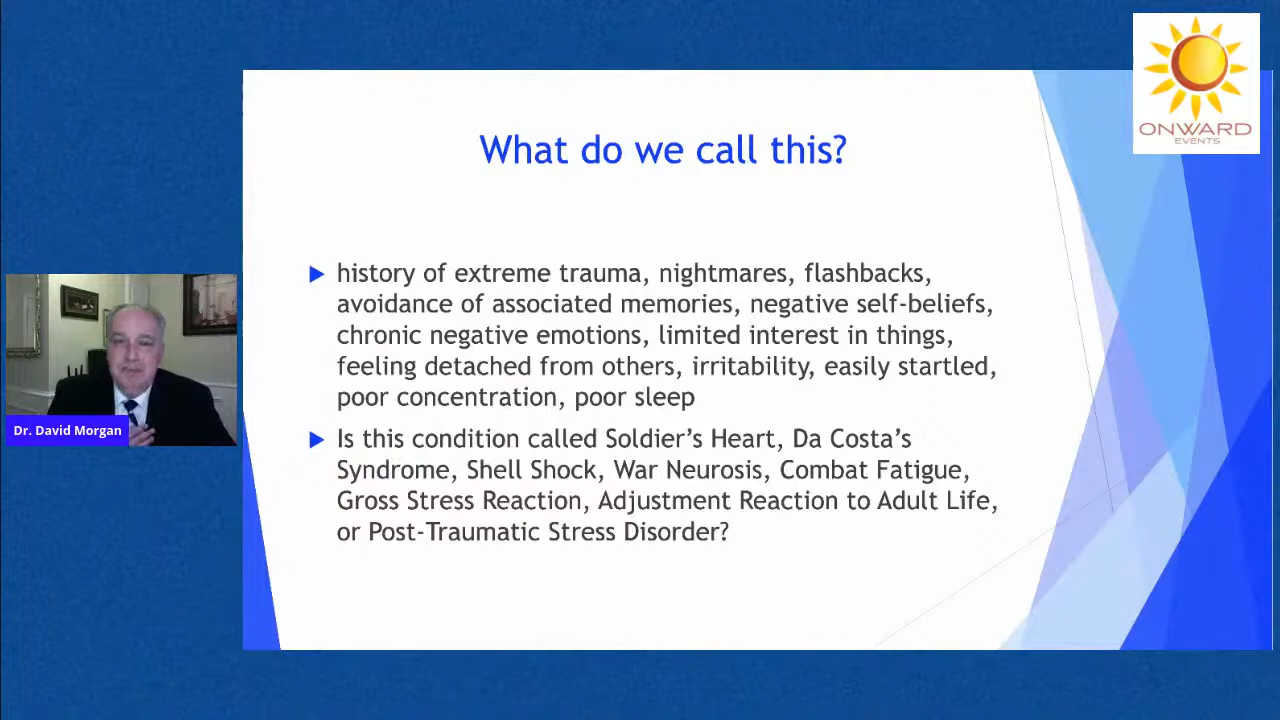 ONWARD
EVENTS
What do we call this?
history of extreme trauma, nightmares, flashbacks,
avoidance of associated memories, negative self-beliefs,
chronic negative emotions, limited interest in things,
feeling detached from others, irritability, easily startled,
poor concentration, poor sleep
Is this condition called Soldier’s Heart, Da Costa’s
Syndrome, Shell Shock, War Neurosis, Combat Fatigue,
Gross Stress Reaction, Adjustment Reaction to Adult Life,
or Post-Traumatic Stress Disorder?
Dr. David Morgan